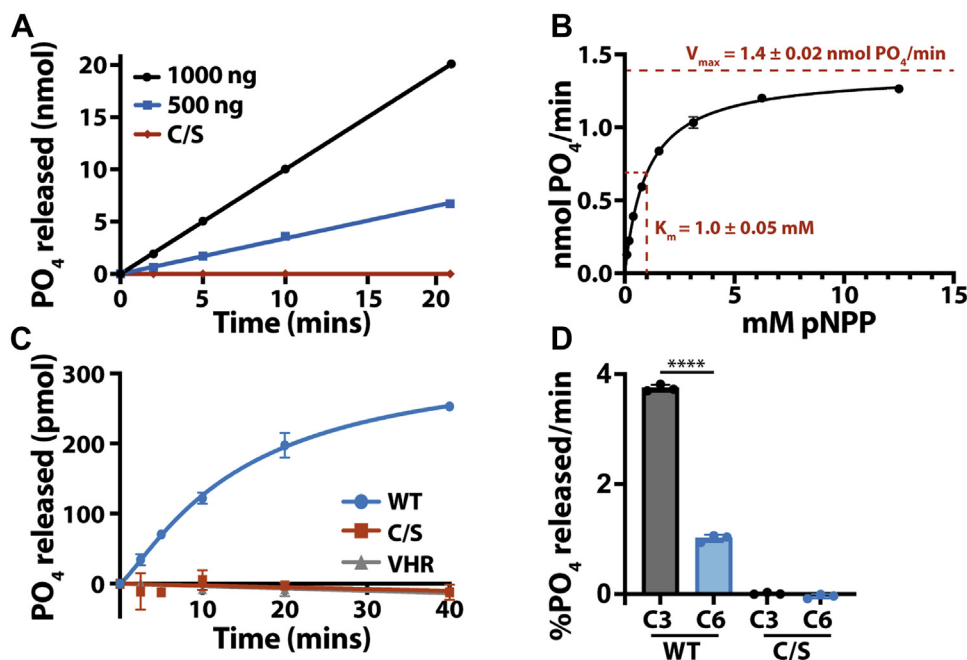 A
PO4 released (nmol)
20
15
10
5
0
1000 ng
500 ng
C/S
0
5
10
15
20
Time (mins)
B
nmol PO4/min
1.5
1.0
0.5
0.0
Vmax = 1.4 ± 0.02 nmol PO4/min
Km = 1.0 ± 0.05 mM
0
5
10
15
mM pNPP
C
PO4 released (pmol)
300
200
100
0
WT
C/S
VHR
0
10
20
30
40
Time (mins)
D
%PO4 released/min
4
2
0
****
C3 C6 C3 C6
WT C/S